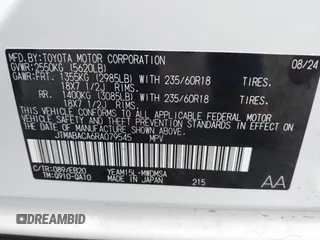 MFD.BY:TOYOTA MOTOR CORPORATION 08/24
GVWR:2550KG (5620LB)
GAWR:FRT. 1355KG (2985LB) WITH 235/60R18 TIRES.
18X7 1/2J RIMS.
RR. 1400KG (3085LB) WITH 235/60R18 TIRES.
18X7 1/2J RIMS.
THIS VEHICLE CONFORMS TO ALL APPLICABLE FEDERAL MOTOR
VEHICLE SAFETY AND THEFT PREVENTION STANDARDS IN EFFECT
ON THE DATE OF MANUFACTURE SHOWN ABOVE.
JTMABACA6RA079545 MPV
C/TR:089/EB20 YEAM15L-MWDMSA
TM:Q910-QA10 MADE IN JAPAN 215 AA